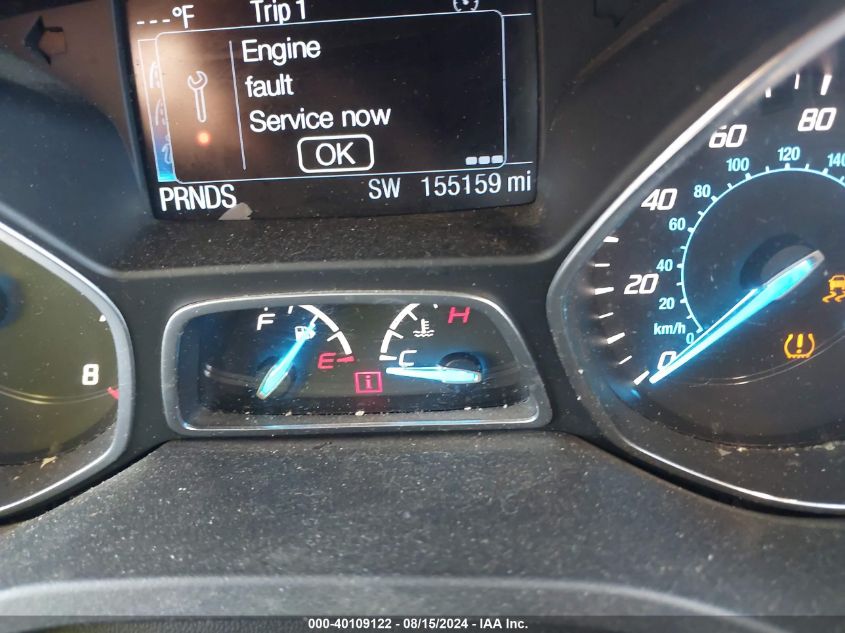 ---°F Trip 1
Engine
fault
Service now
OK
PRNDS SW 155159 mi
F E
C H
i
8
0 20 40 60 80
0 20 40 60 80 100 120 140
km/h
000-40109122 - 08/15/2024 - IAA Inc.